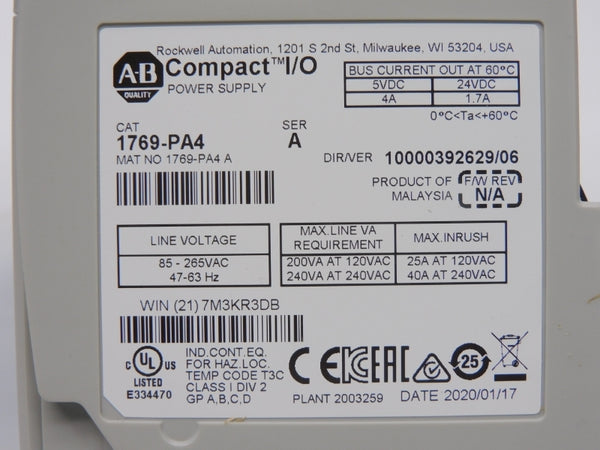 Rockwell Automation, 1201 S 2nd St, Milwaukee, WI 53204, USA
A-B
QUALITY
Compact™I/O
POWER SUPPLY
BUS CURRENT OUT AT 60°C
5VDC 24VDC
4A 1.7A
0°C<Ta<+60°C
CAT
1769-PA4
SER
A
MAT NO 1769-PA4 A
DIR/VER 10000392629/06
PRODUCT OF
MALAYSIA
F/W REV
N/A
LINE VOLTAGE
85 - 265VAC
47-63 Hz
MAX.LINE VA
REQUIREMENT
MAX.INRUSH
200VA AT 120VAC 25A AT 120VAC
240VA AT 240VAC 40A AT 240VAC
WIN (21) 7M3KR3DB
C UL US
LISTED
E334470
IND.CONT.EQ.
FOR HAZ.LOC.
TEMP CODE T3C
CLASS I DIV 2
GP A,B,C,D
CE
EAC
25
PLANT 2003259
DATE 2020/01/17